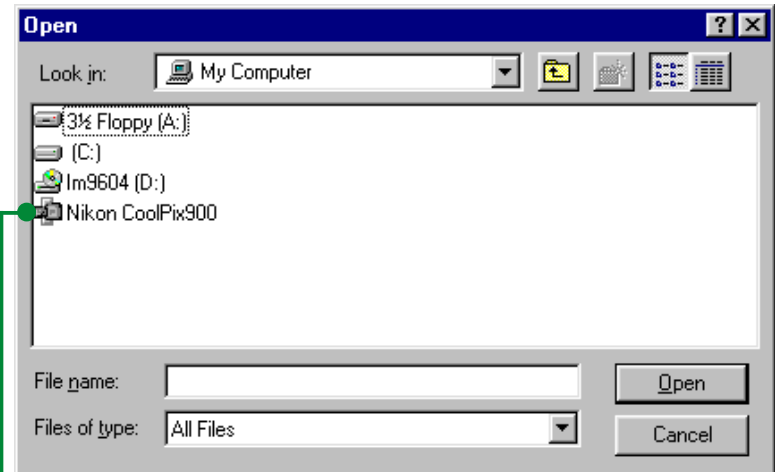 Open
Look in: My Computer
3½ Floppy (A:)
(C:)
Im9604 (D:)
Nikon CoolPix900
File name: Open
Files of type: All Files Cancel